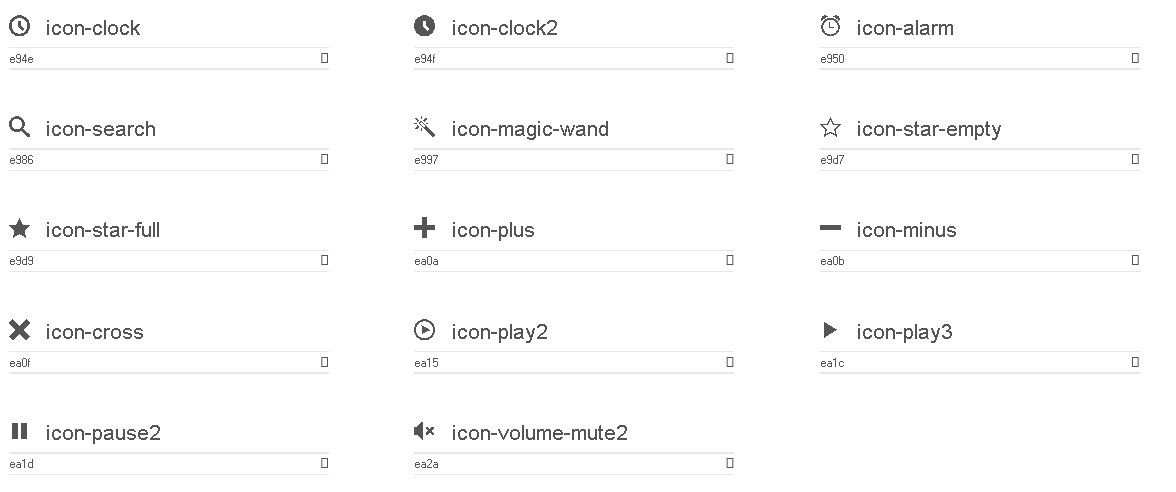 icon-clock
icon-clock2
icon-alarm
e94e
e94f
e950
icon-search
icon-magic-wand
icon-star-empty
e986
e997
e9d7
icon-star-full
icon-plus
icon-minus
e9d9
ea0a
ea0b
icon-cross
icon-play2
icon-play3
ea0f
ea15
ea1c
icon-pause2
icon-volume-mute2
ea1d
ea2a